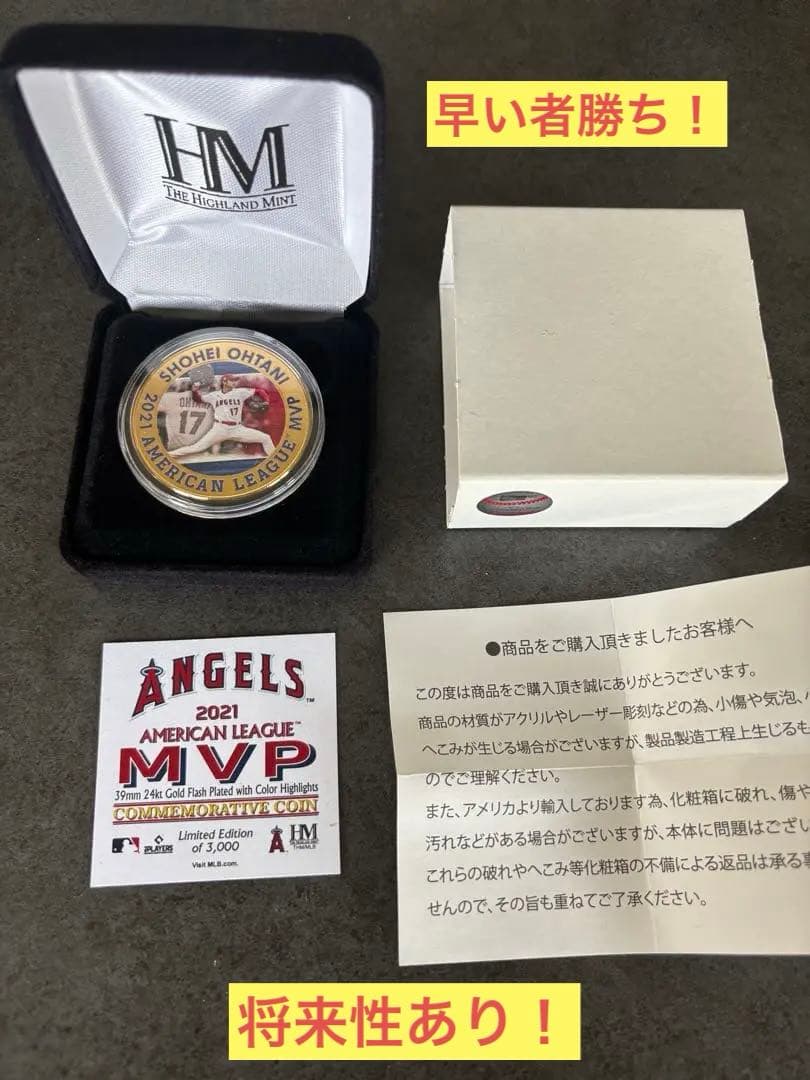 早い者勝ち！
HM
THE HIGHLAND MINT
SHOHEI OHTANI
2021 AMERICAN LEAGUE MVP
OHTANI
17
ANGELS
17
ANGELS™
2021
AMERICAN LEAGUE™
MVP
39mm 24kt Gold Flash Plated with Color Highlights
COMMEMORATIVE COIN
Limited Edition
of 3,000
PLAYERS
HM
Visit MLB.com.
●商品をご購入頂きましたお客様へ
この度は商品をご購入頂き誠にありがとうございます。
商品の材質がアクリルやレーザー彫刻などの為、小傷や気泡、
へこみが生じる場合がございますが、製品製造工程上生じるも
のでご理解ください。
また、アメリカより輸入しております為、化粧箱に破れ、傷や
汚れなどがある場合がございますが、本体に問題はござい
これらの破れやへこみ等化粧箱の不備による返品は承る
せんので、その旨も重ねてご了承ください。
将来性あり！